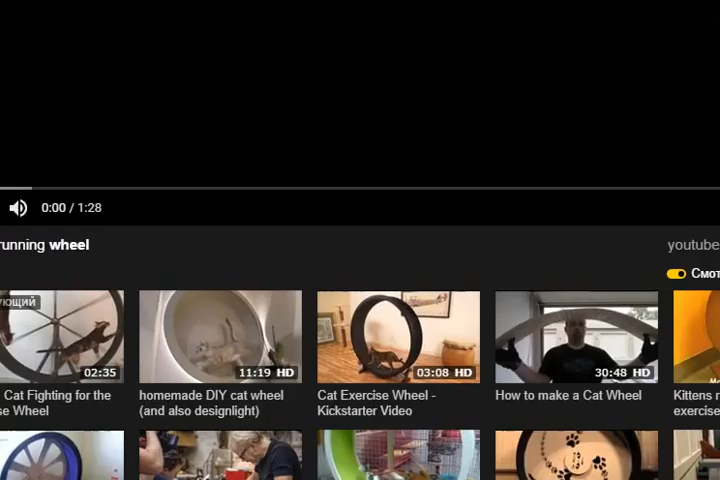 0:00 / 1:28
running wheel
youtube
Смот
ующий
02:35
11:19 HD
03:08 HD
30:48 HD
Cat Fighting for the
se Wheel
homemade DIY cat wheel
(and also designlight)
Cat Exercise Wheel -
Kickstarter Video
How to make a Cat Wheel
Kittens r
exercise